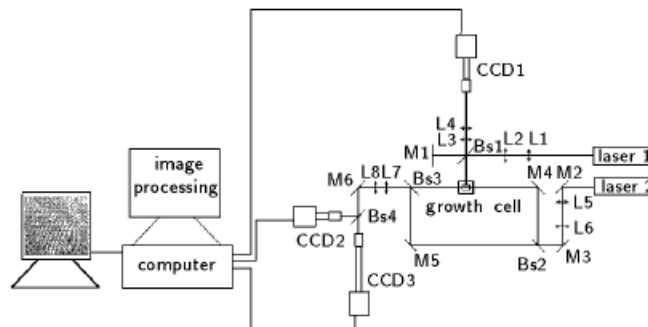 CCD1
L4
L3
M1
Bs1
L2
L1
laser 1
image
processing
M6
L8
L7
Bs3
M4
M2
laser 2
growth cell
L5
L6
Bs4
CCD2
M5
Bs2
M3
computer
CCD3